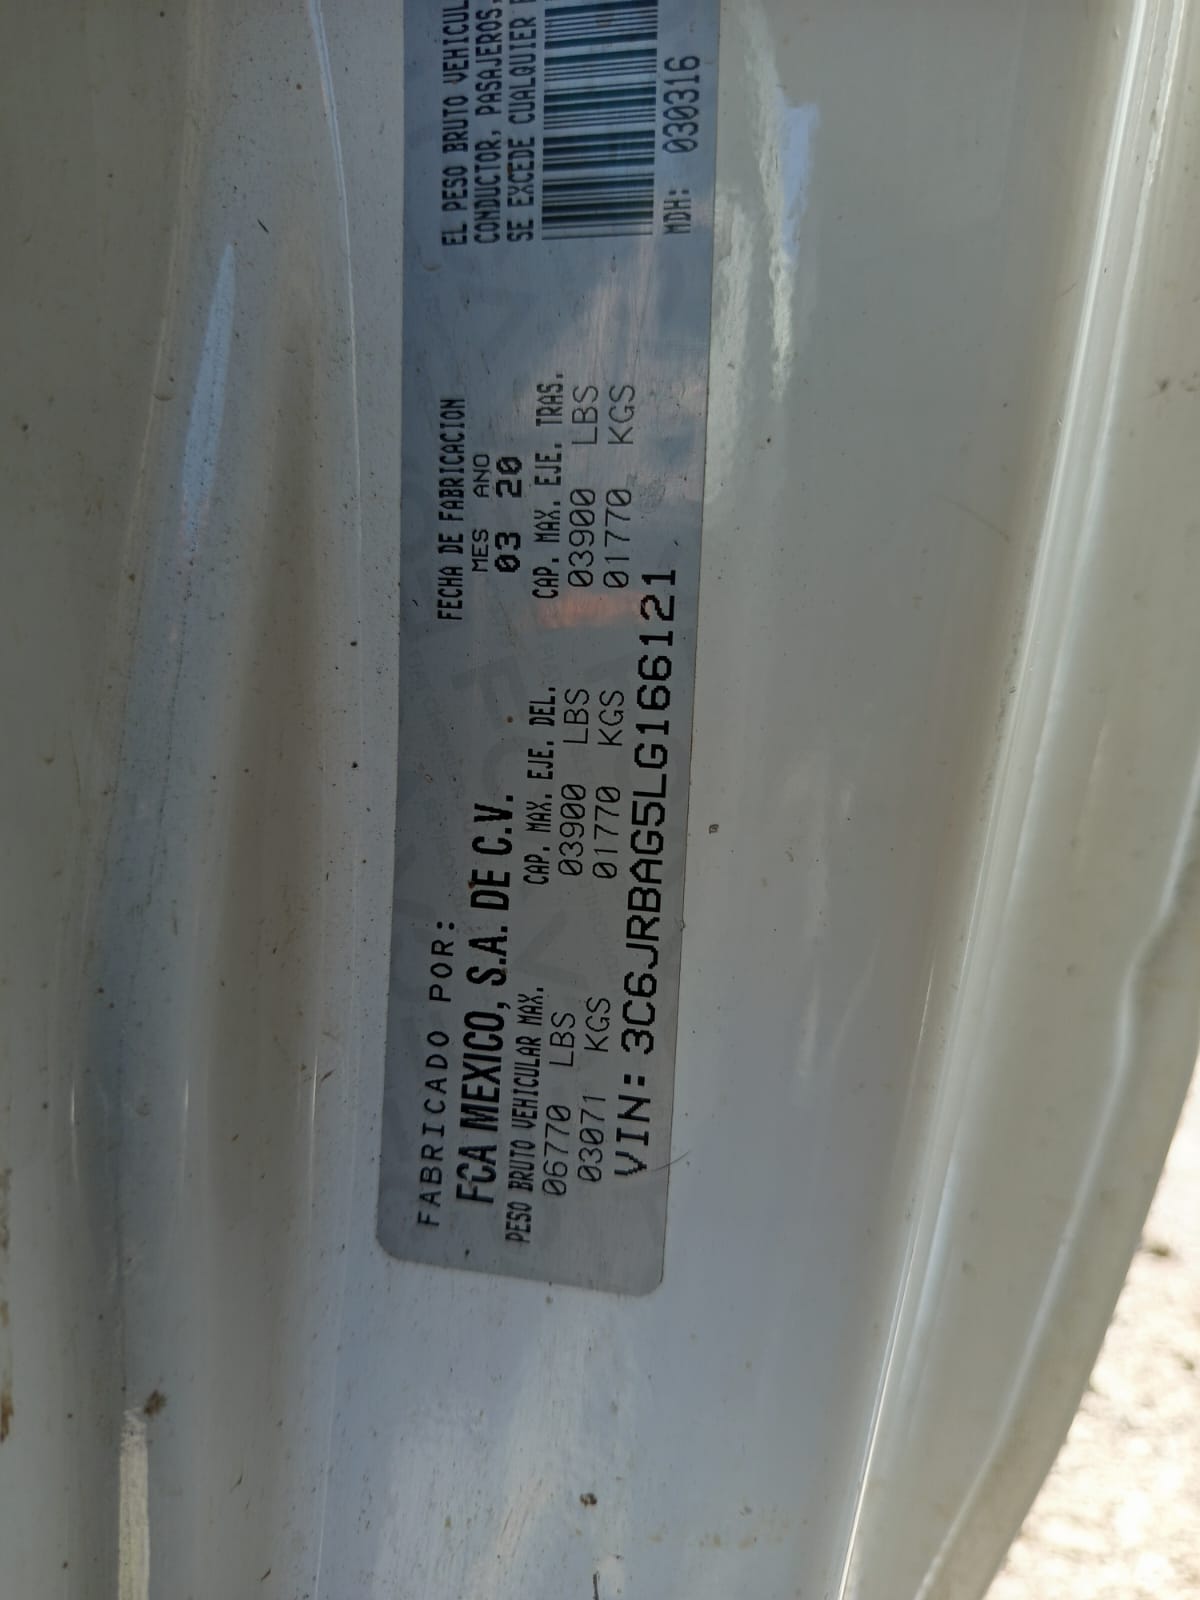 FABRICADO POR:
FCA MEXICO, S.A. DE C.V.
FECHA DE FABRICACION
MES ANO
03 20
PESO BRUTO VEHICULAR MAX.
06770 LBS
03071 KGS
CAP. MAX. EJE. DEL.
03900 LBS
01770 KGS
CAP. MAX. EJE. TRAS.
03900 LBS
01770 KGS
VIN: 3C6JRBAG5LG166121
EL PESO BRUTO
CONDUCTOR, PASAJEROS,
SE EXCEDE CUALQUIER
MDH: 030316